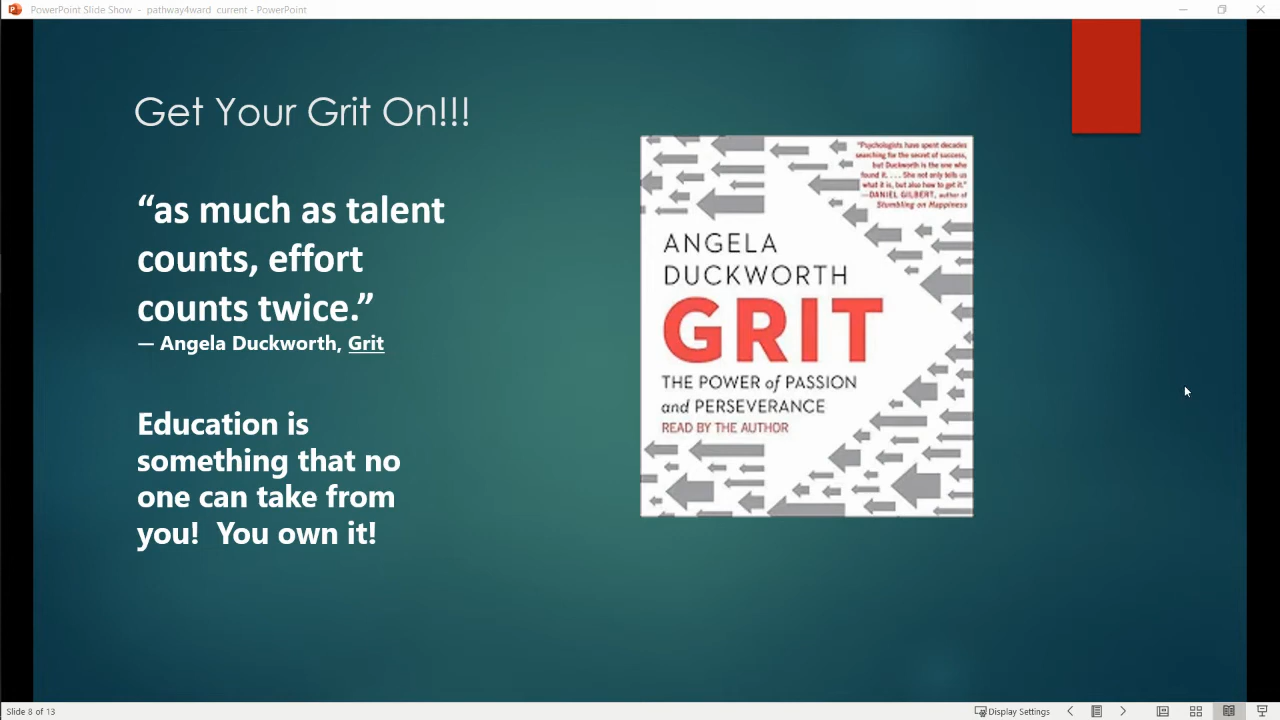 PowerPoint Slide Show - pathway4ward current - PowerPoint
Get Your Grit On!!!
“as much as talent
counts, effort
counts twice.”
— Angela Duckworth, Grit
Education is
something that no
one can take from
you! You own it!
"Psychologists have spent decades
searching for the secret of success,
but Duckworth is the one who
found it. . . . She not only tells us
what it is, but also how to get it."
—DANIEL GILBERT, author of
Stumbling on Happiness
ANGELA
DUCKWORTH
GRIT
THE POWER of PASSION
and PERSEVERANCE
READ BY THE AUTHOR
Slide 8 of 13
Display Settings